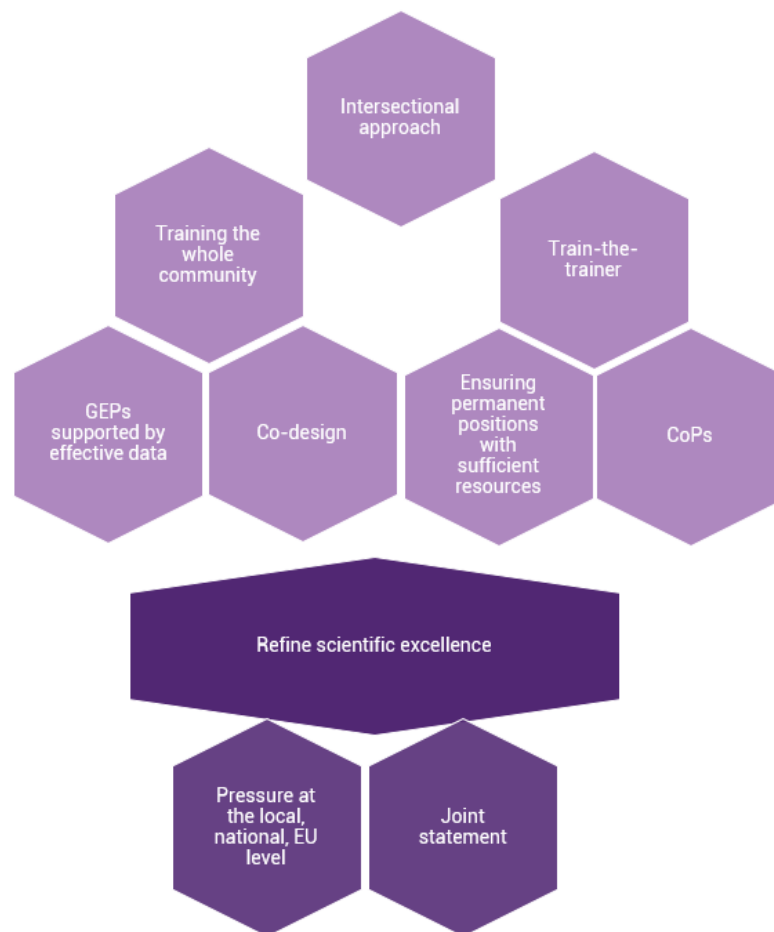 Intersectional
approach
Training the
whole
community
Train-the-
trainer
GEPs
supported by
effective data
Co-design
Ensuring
permanent
positions
with
sufficient
resources
CoPs
Refine scientific excellence
Pressure at
the local,
national, EU
level
Joint
statement